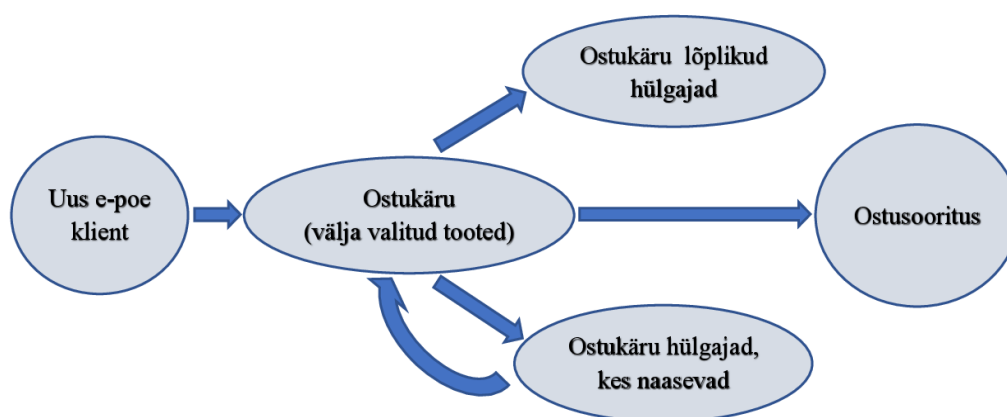 Uus e-poe
klient
Ostukäru
(välja valitud tooted)
Ostukäru lõplikud
hülgajad
Ostusooritus
Ostukäru hülgajad,
kes naasevad